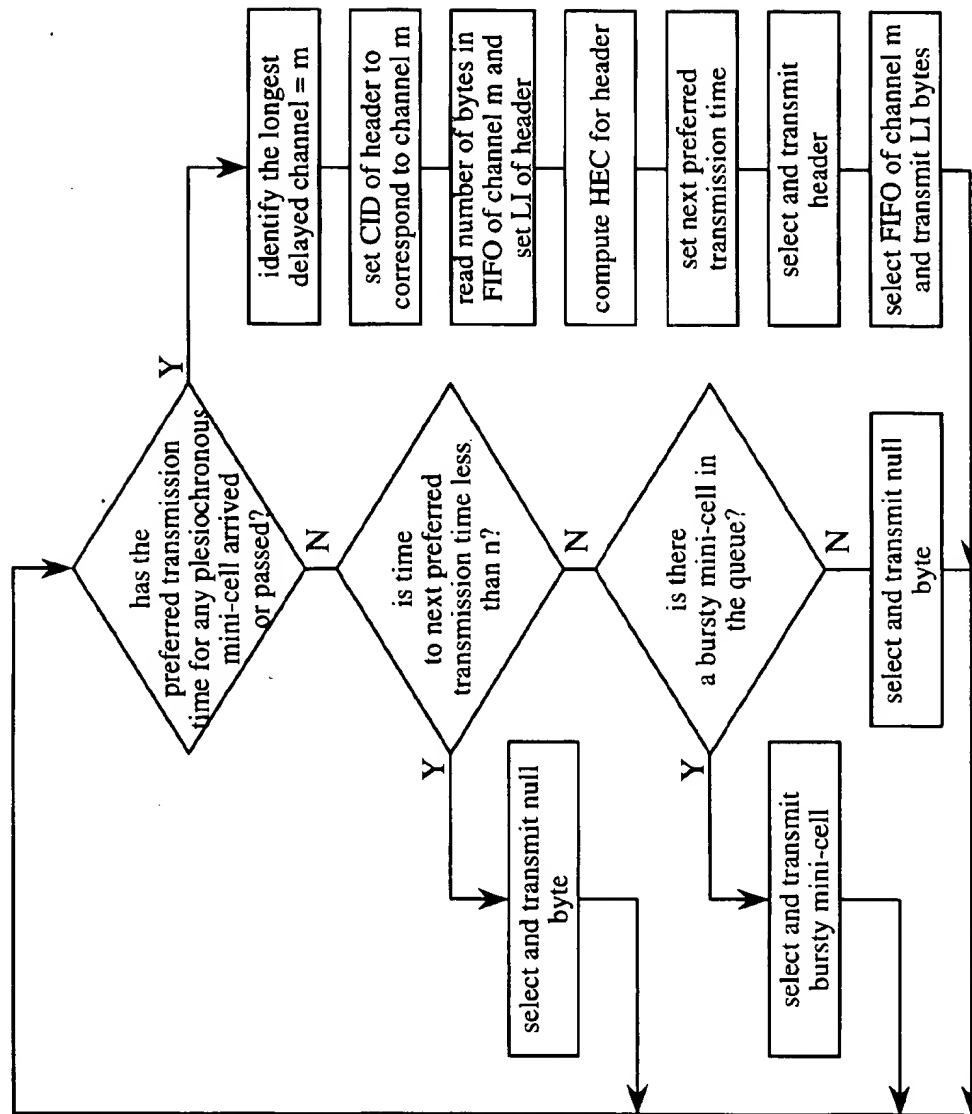 has the
preferred transmission
time for any plesiochronous
mini-cell arrived
or passed?
Y
N
identify the longest
delayed channel = m
set CID of header to
correspond to channel m
read number of bytes in
FIFO of channel m and
set LI of header
compute HEC for header
set next preferred
transmission time
select and transmit
header
select FIFO of channel m
and transmit LI bytes
is time
to next preferred
transmission time less
than n?
Y
N
select and transmit null
byte
is there
a bursty mini-cell in
the queue?
Y
N
select and transmit
bursty mini-cell
select and transmit null
byte